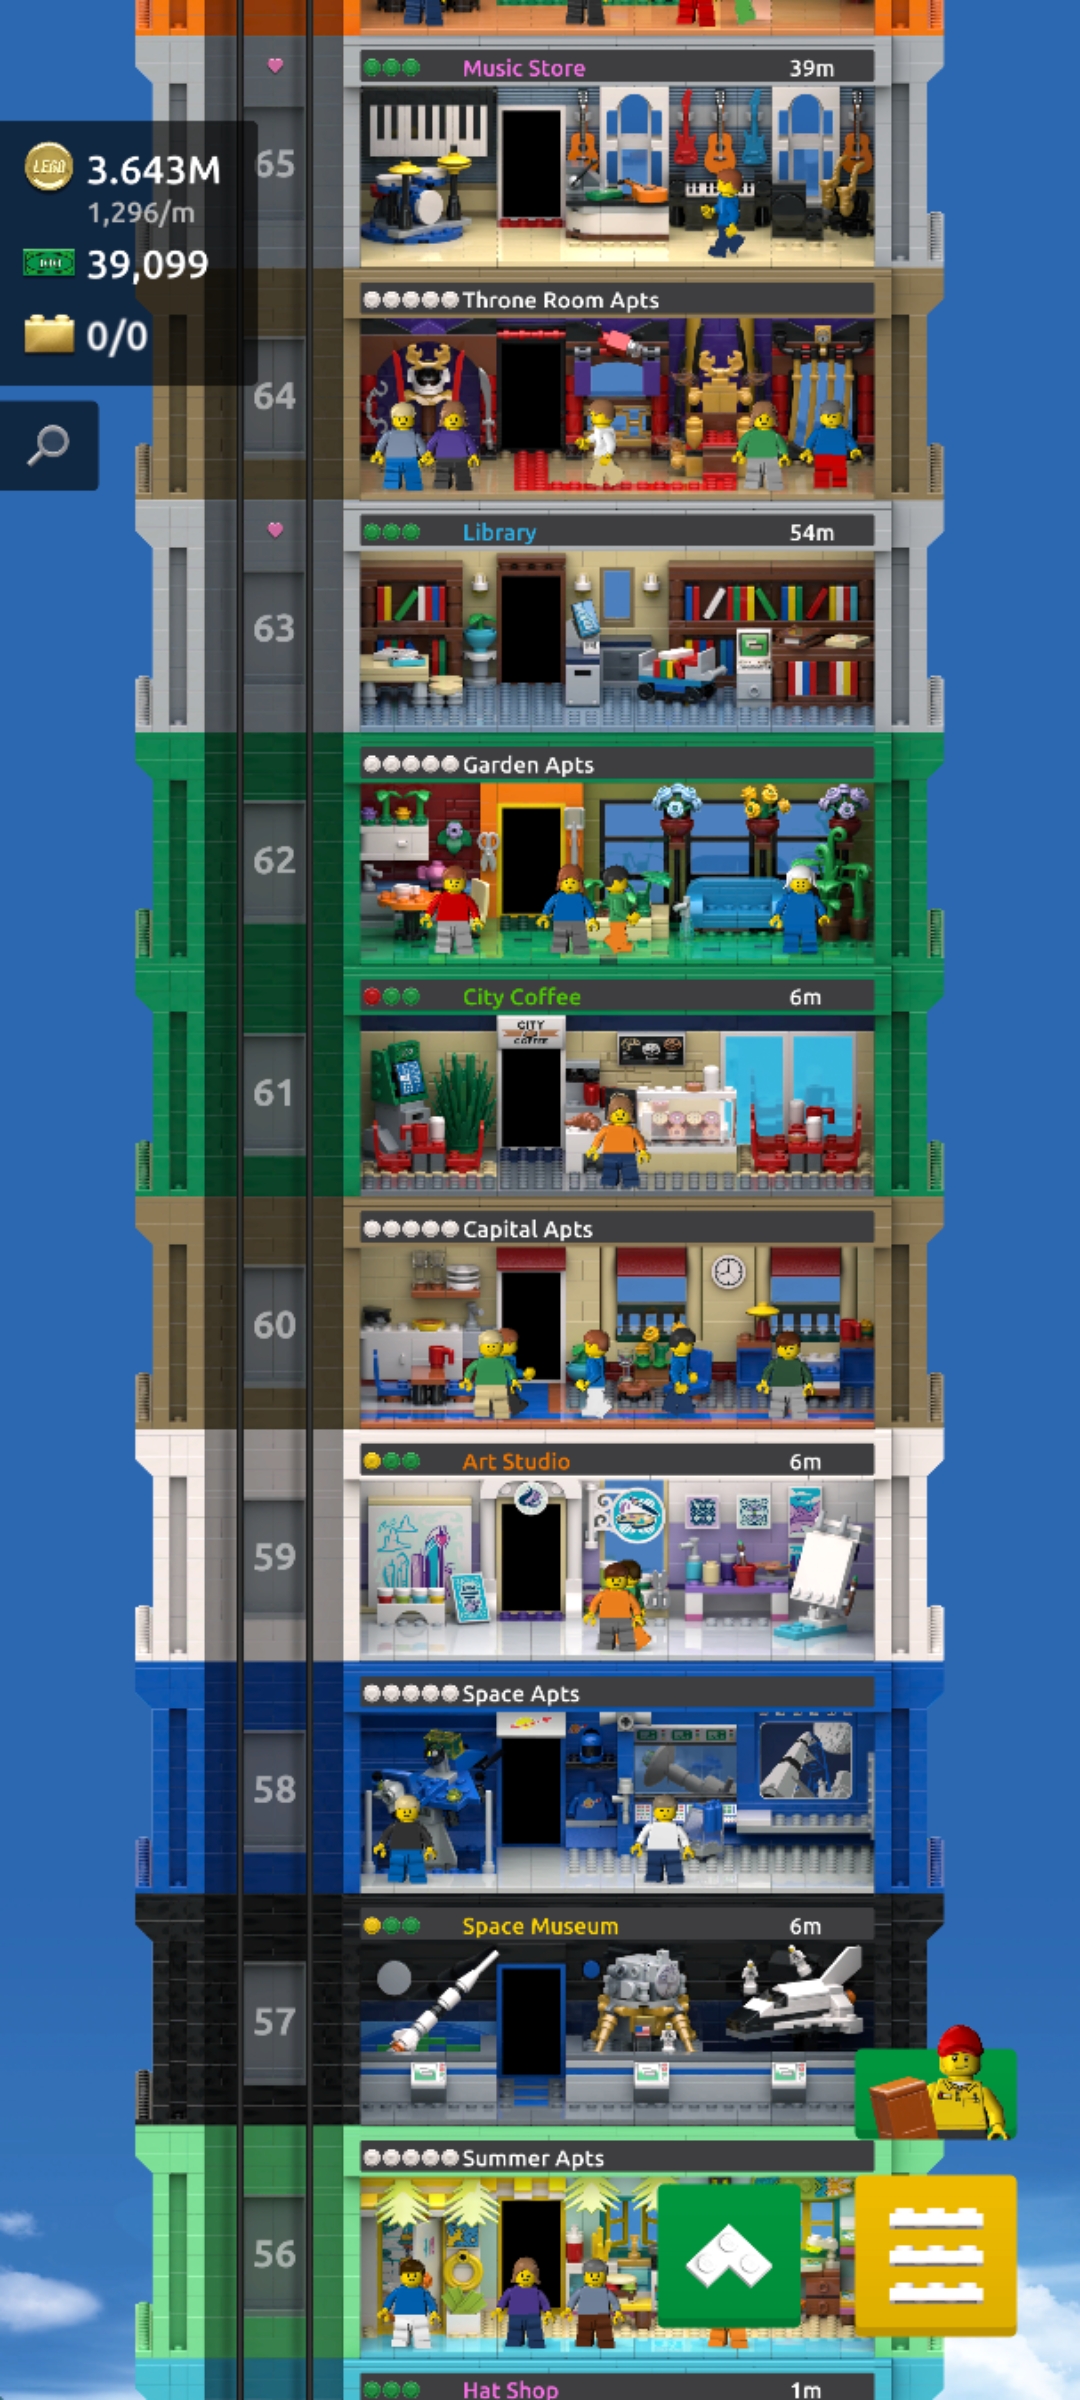 Music Store 39m
65
LEGO 3.643M
1,296/m
39,099
0/0
Throne Room Apts
64
Library 54m
63
Garden Apts
62
City Coffee 6m
CITY
COFFEE
61
Capital Apts
60
Art Studio 6m
59
Space Apts
58
Space Museum 6m
57
Summer Apts
56
Hat Shop 1m